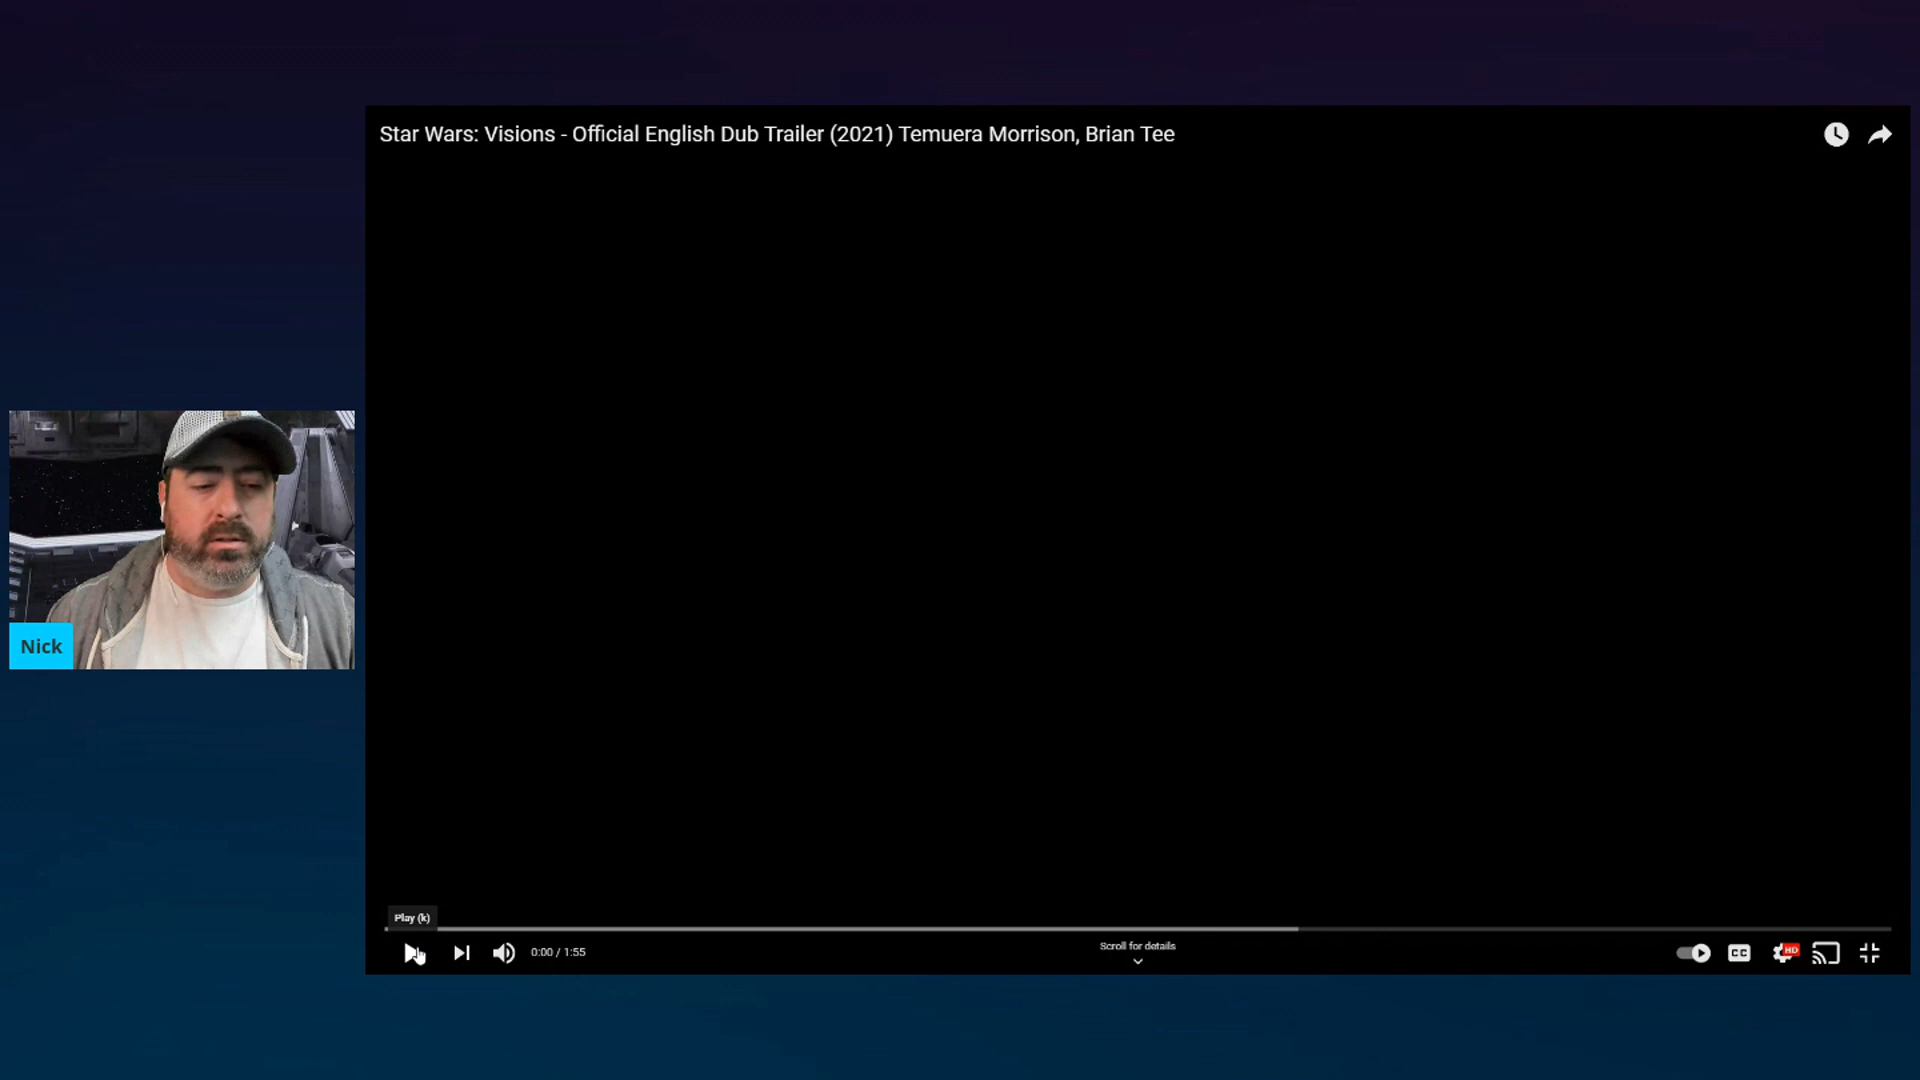 Star Wars: Visions - Official English Dub Trailer (2021) Temuera Morrison, Brian Tee
Nick
Play (k)
0:00 / 1:55
Scroll for details
CC
HD